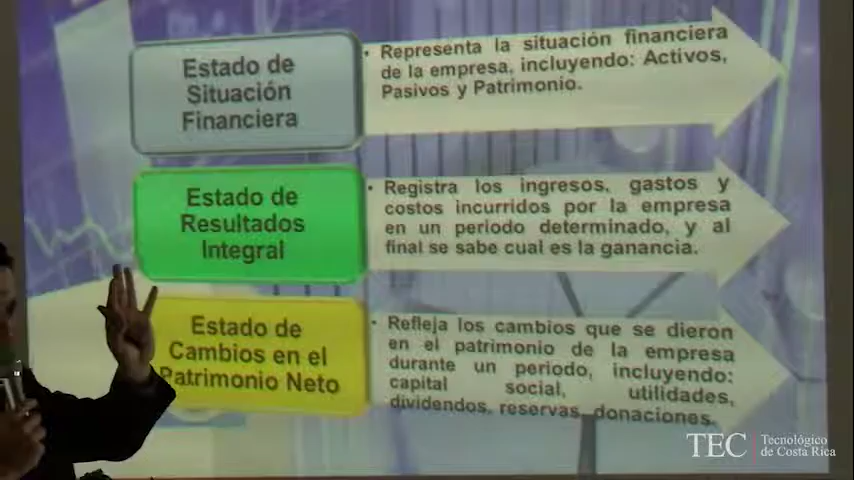 Estado de
Situación
Financiera
• Representa la situación financiera
de la empresa, incluyendo: Activos,
Pasivos y Patrimonio.
Estado de
Resultados
Integral
• Registra los ingresos, gastos y
costos incurridos por la empresa
en un periodo determinado, y al
final se sabe cual es la ganancia.
Estado de
Cambios en el
Patrimonio Neto
• Refleja los cambios que se dieron
en el patrimonio de la empresa
durante un periodo, incluyendo:
capital social, utilidades,
dividendos, reservas, donaciones.
TEC | Tecnológico
de Costa Rica